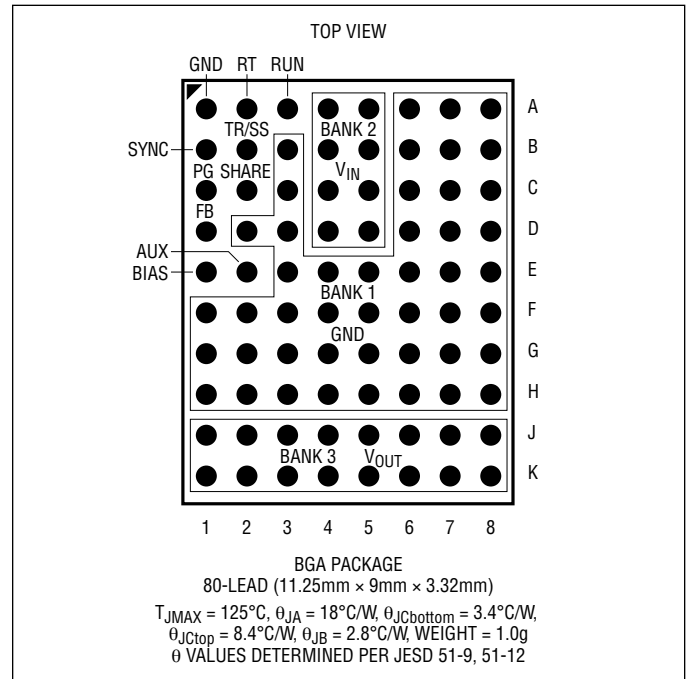 TOP VIEW
GND RT RUN
A
TR/SS BANK 2
SYNC B
PG SHARE VIN
C
FB
D
AUX
BIAS E
BANK 1
F
GND
G
H
J
BANK 3 VOUT
K
1 2 3 4 5 6 7 8
BGA PACKAGE
80-LEAD (11.25mm × 9mm × 3.32mm)
TJMAX = 125°C, θJA = 18°C/W, θJCbottom = 3.4°C/W,
θJCtop = 8.4°C/W, θJB = 2.8°C/W, WEIGHT = 1.0g
θ VALUES DETERMINED PER JESD 51-9, 51-12